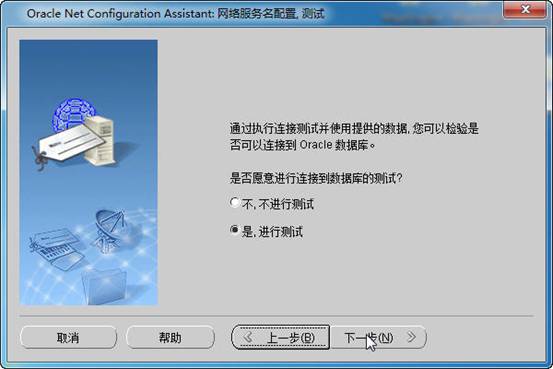 Oracle Net Configuration Assistant: 网络服务名配置, 测试
通过执行连接测试并使用提供的数据, 您可以检验是
否可以连接到 Oracle 数据库。
是否愿意进行连接到数据库的测试?
不, 不进行测试
是, 进行测试
取消
帮助
上一步(B)
下一步(N)